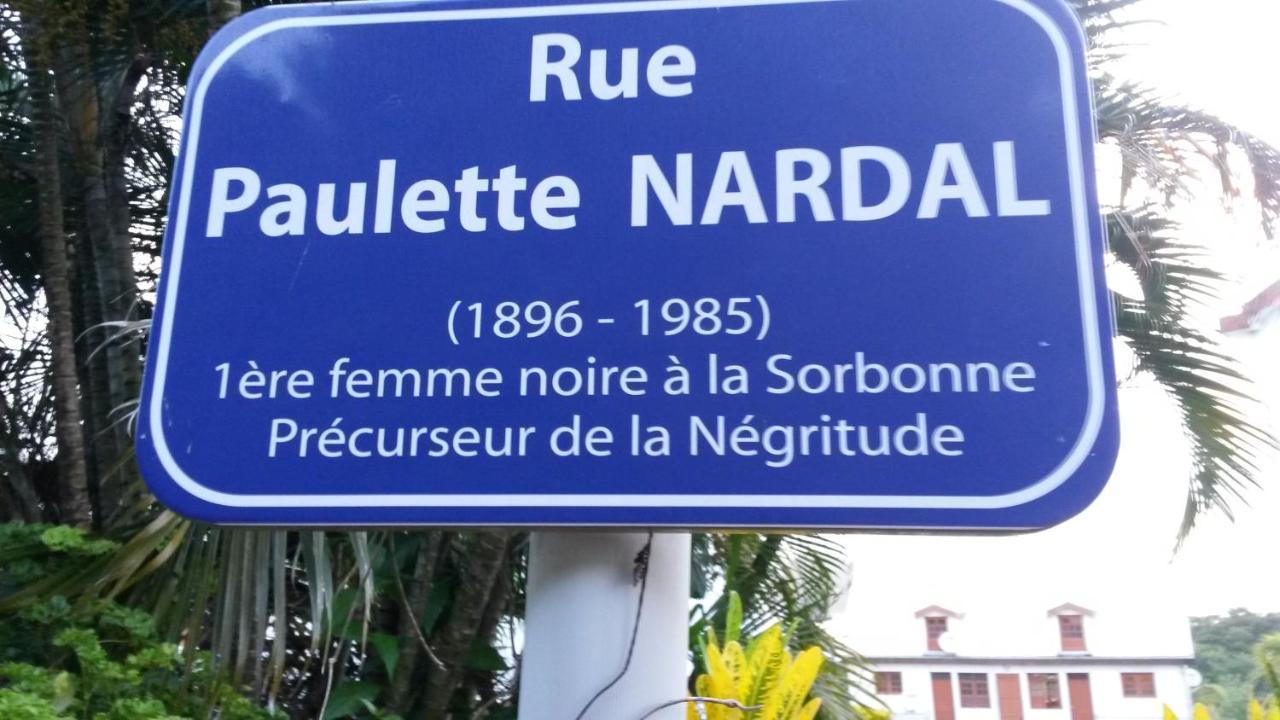 Rue
Paulette NARDAL
(1896 - 1985)
1ère femme noire à la Sorbonne
Précurseur de la Négritude